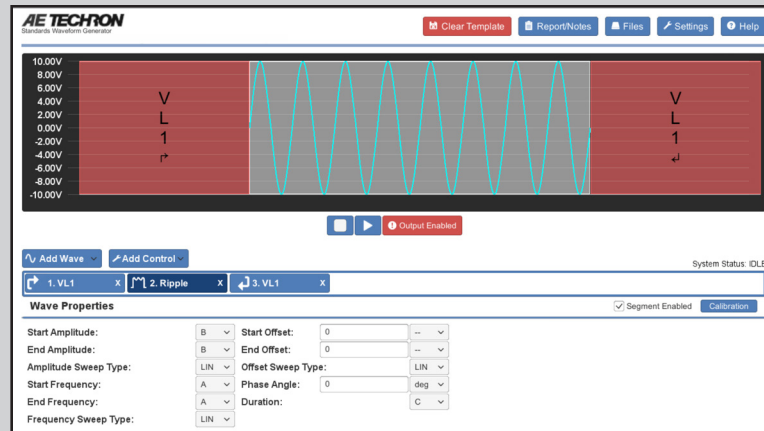 AE TECHRON
Standards Waveform Generator
Clear Template Report/Notes Files Settings Help
10.00V
8.00V
6.00V
4.00V
2.00V
0.00V
-2.00V
-4.00V
-6.00V
-8.00V
-10.00V
V
L
1
V
L
1
Output Enabled
Add Wave Add Control
System Status: IDLE
1. VL1 x 2. Ripple x 3. VL1 x
Wave Properties
Segment Enabled Calibration
Start Amplitude: B Start Offset: 0 --
End Amplitude: B End Offset: 0 --
Amplitude Sweep Type: LIN Offset Sweep Type: LIN
Start Frequency: A Phase Angle: 0 deg
End Frequency: A Duration: C
Frequency Sweep Type: LIN